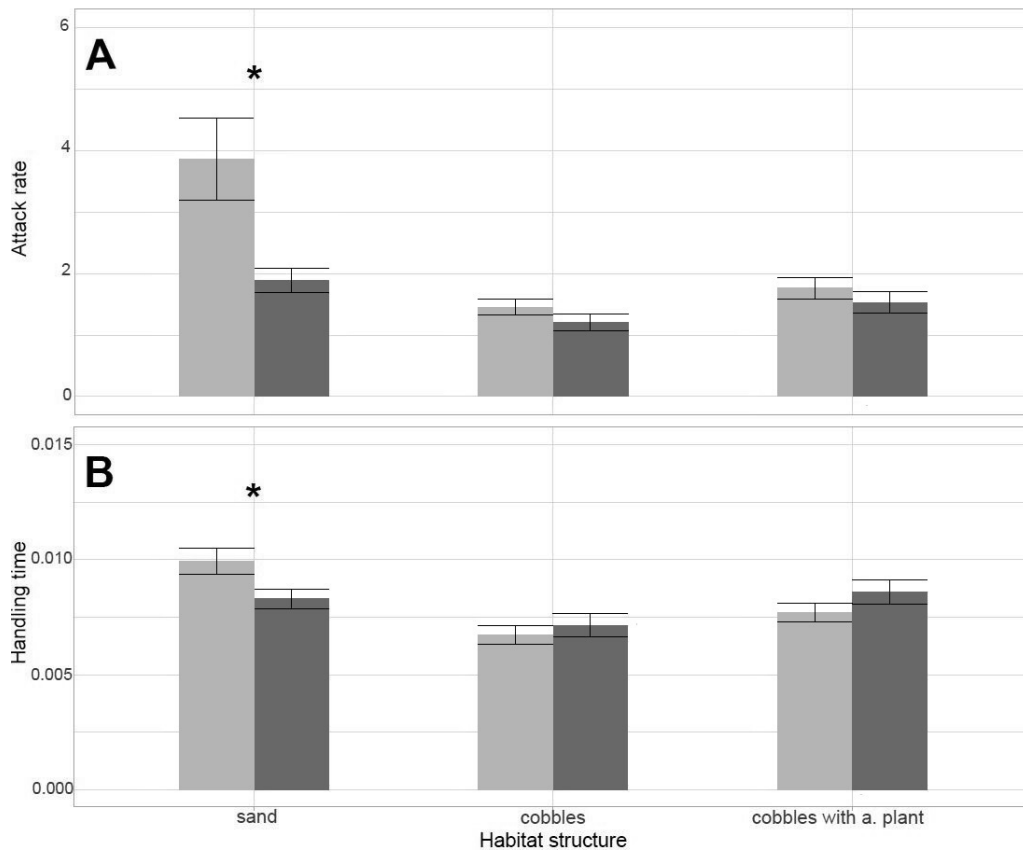 A
*
6
4
2
0
Attack rate
B
*
0.015
0.010
0.005
0.000
Handling time
sand
cobbles
cobbles with a. plant
Habitat structure